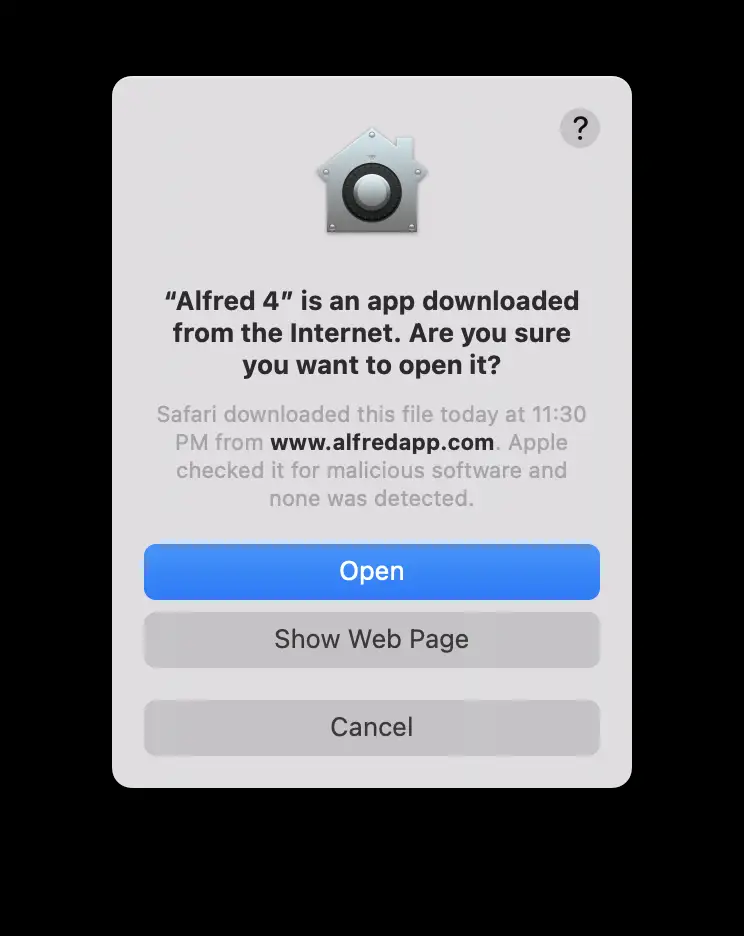 ?
“Alfred 4” is an app downloaded
from the Internet. Are you sure
you want to open it?
Safari downloaded this file today at 11:30
PM from www.alfredapp.com. Apple
checked it for malicious software and
none was detected.
Open
Show Web Page
Cancel